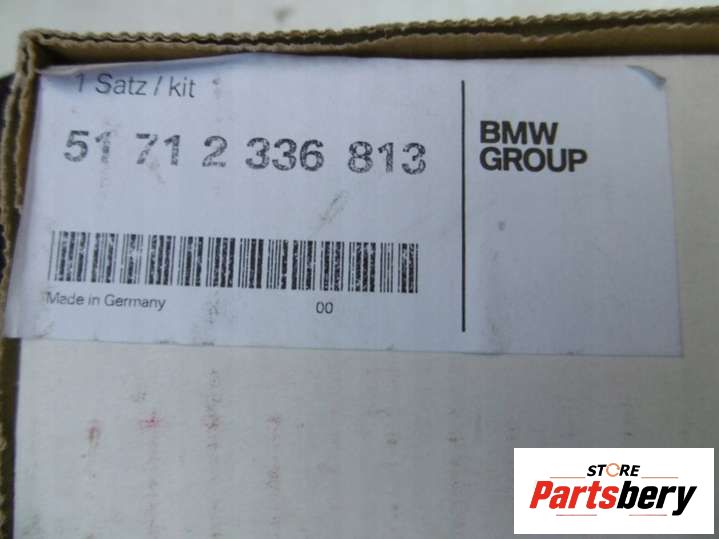 1 Satz / kit
51 71 2 336 813
BMW
GROUP
Made in Germany
00
STORE
Partsbery